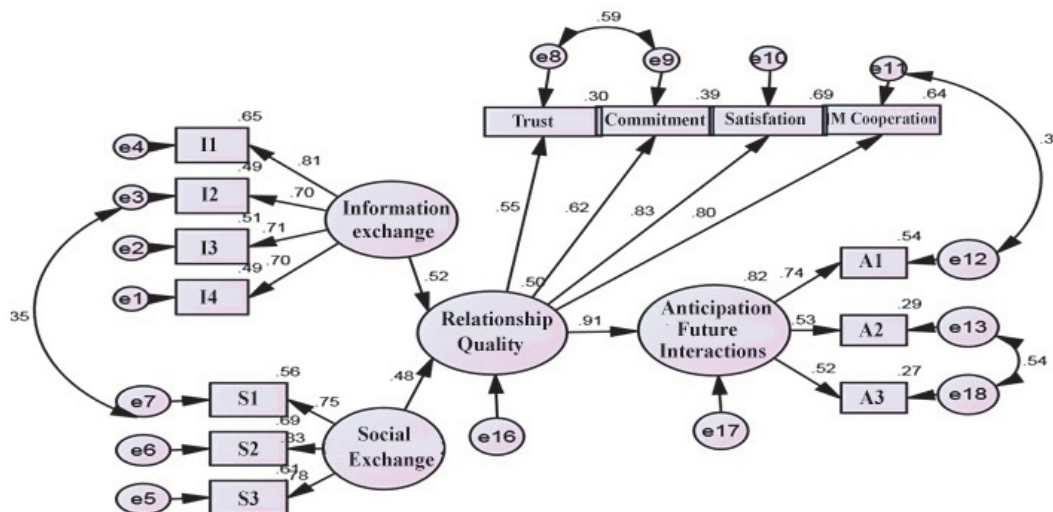 .59
e8
e9
e10
e11
.30
.39
.69
.64
Trust
Commitment
Satisfation
IM Cooperation
.65
e4
I1
.81
.49
e3
I2
.70
.51
e2
I3
.71
.49
e1
I4
.70
Information
exchange
.55
.62
.83
.80
.3
.54
A1
e12
.52
.50
.82
.74
Relationship
Quality
.91
Anticipation
Future
Interactions
.53
.29
A2
e13
.54
.52
.27
A3
e18
35
.56
e7
S1
.75
.48
.69
e6
S2
.83
Social
Exchange
e16
e17
.61
e5
S3
.78